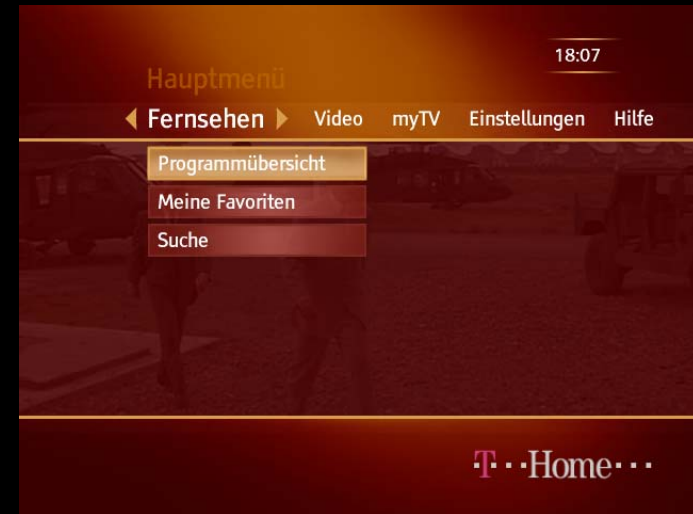 18:07
Hauptmenü
Fernsehen Video myTV Einstellungen Hilfe
Programmübersicht
Meine Favoriten
Suche
·T···Home···